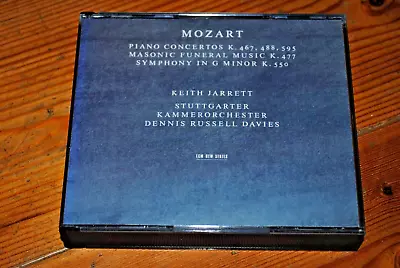 MOZART
PIANO CONCERTOS K. 467, 488, 595
MASONIC FUNERAL MUSIC K. 477
SYMPHONY IN G MINOR K. 550
KEITH JARRETT
STUTTGARTER
KAMMERORCHESTER
DENNIS RUSSELL DAVIES
ECM NEW SERIES